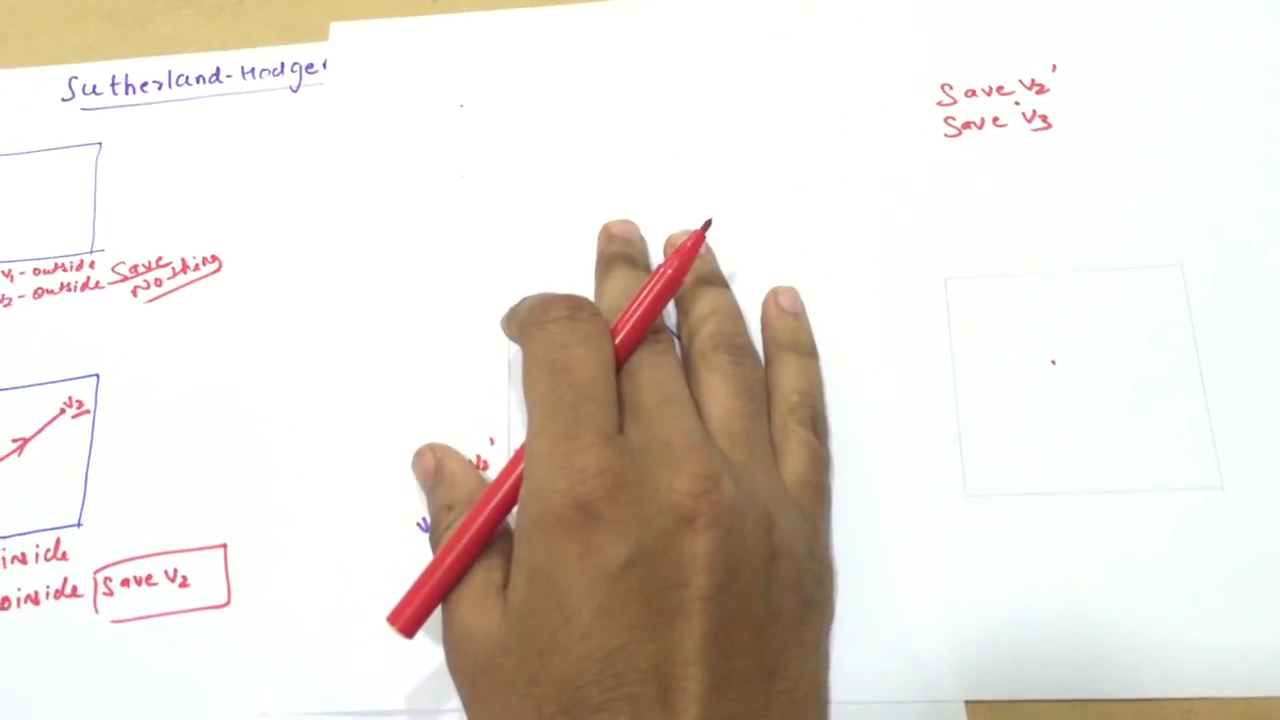 Sutherland-Hodge
v₁-outside
v₂-outside
Save
Nothing
v₂
inside
inside
Save v₂
Save v₂'
Save v₃